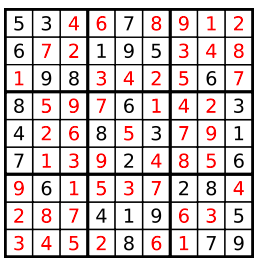 5 3 4 6 7 8 9 1 2
6 7 2 1 9 5 3 4 8
1 9 8 3 4 2 5 6 7
8 5 9 7 6 1 4 2 3
4 2 6 8 5 3 7 9 1
7 1 3 9 2 4 8 5 6
9 6 1 5 3 7 2 8 4
2 8 7 4 1 9 6 3 5
3 4 5 2 8 6 1 7 9